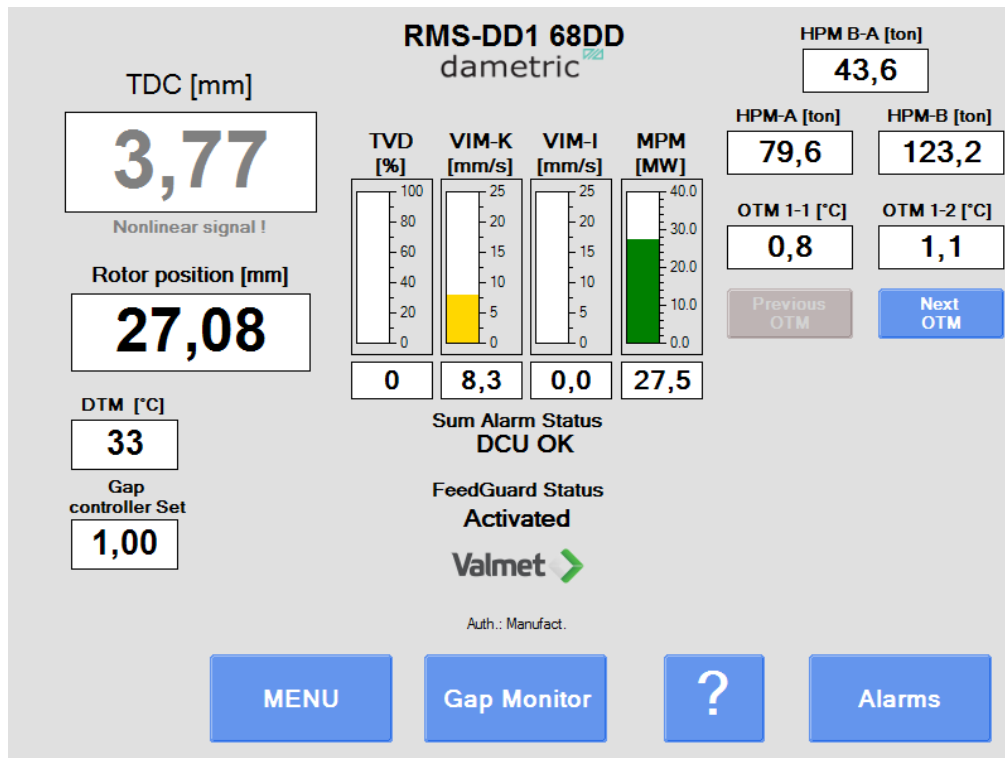 RMS-DD1 68DD
dametric
HPM B-A [ton]
43,6
TDC [mm]
3,77
Nonlinear signal !
Rotor position [mm]
27,08
DTM [°C]
33
Gap
controller Set
1,00
TVD
[%]
100
80
60
40
20
0
0
VIM-K
[mm/s]
25
20
15
10
5
0
8,3
VIM-I
[mm/s]
25
20
15
10
5
0
0,0
MPM
[MW]
40.0
30.0
20.0
10.0
0.0
27,5
HPM-A [ton]
79,6
HPM-B [ton]
123,2
OTM 1-1 [°C]
0,8
OTM 1-2 [°C]
1,1
Previous
OTM
Next
OTM
Sum Alarm Status
DCU OK
FeedGuard Status
Activated
Valmet
Auth.: Manufact.
MENU
Gap Monitor
?
Alarms